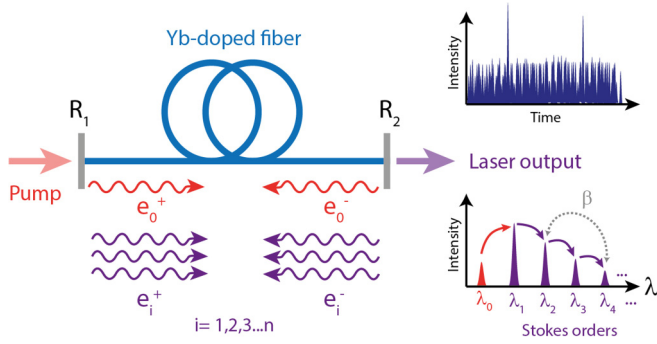 Yb-doped fiber
R₁
R₂
Pump
Laser output
e₀⁺
e₀⁻
eᵢ⁺
eᵢ⁻
i= 1,2,3...n
Intensity
Time
Intensity
β
...
λ
λ₀
λ₁
λ₂
λ₃
λ₄
...
Stokes orders